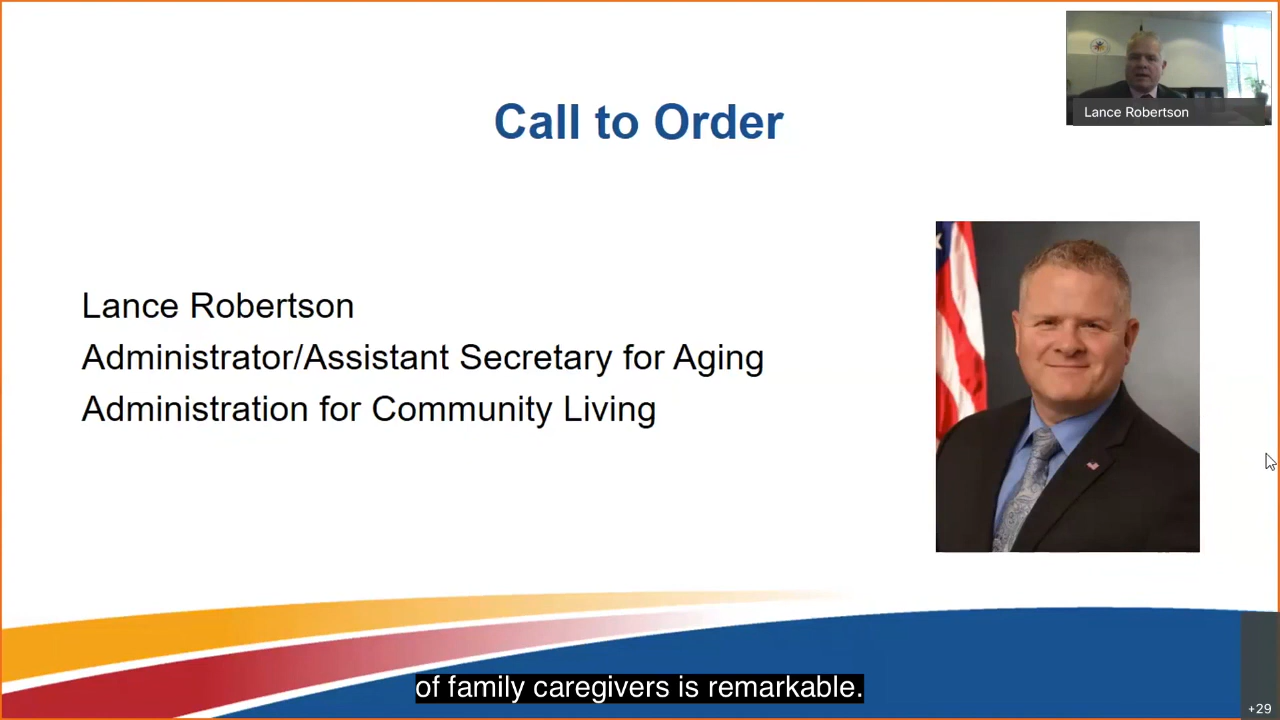 Call to Order
Lance Robertson
Lance Robertson
Administrator/Assistant Secretary for Aging
Administration for Community Living
of family caregivers is remarkable.
+29